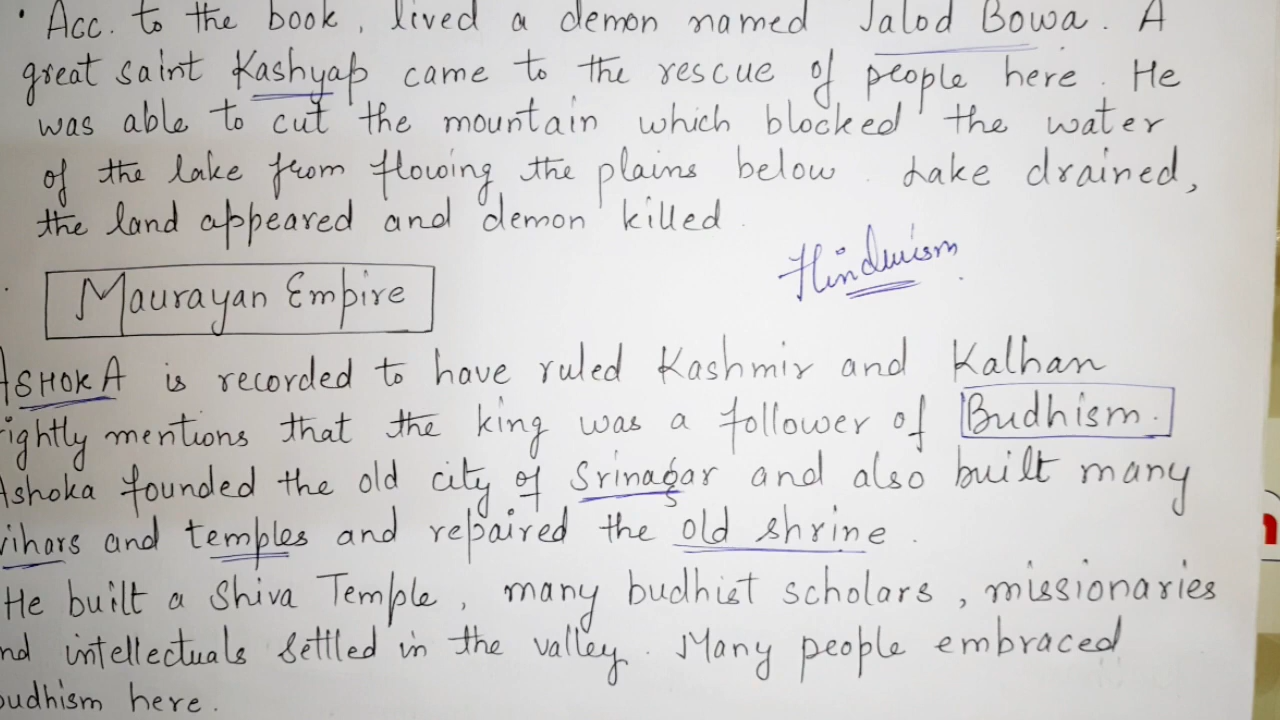 • Acc. to the book, lived a demon named Jalod Bowa. A
great saint Kashyap came to the rescue of people here. He
was able to cut the mountain which blocked the water
of the lake from flowing the plains below. Lake drained,
the land appeared and demon killed.
Hinduism.
Maurayan Empire
ASHOKA is recorded to have ruled Kashmir and Kalhan
rightly mentions that the king was a follower of Budhism.
Ashoka founded the old city of Srinagar and also built many
vihars and temples and repaired the old shrine.
He built a Shiva Temple, many budhist scholars, missionaries
and intellectuals settled in the valley. Many people embraced
budhism here.